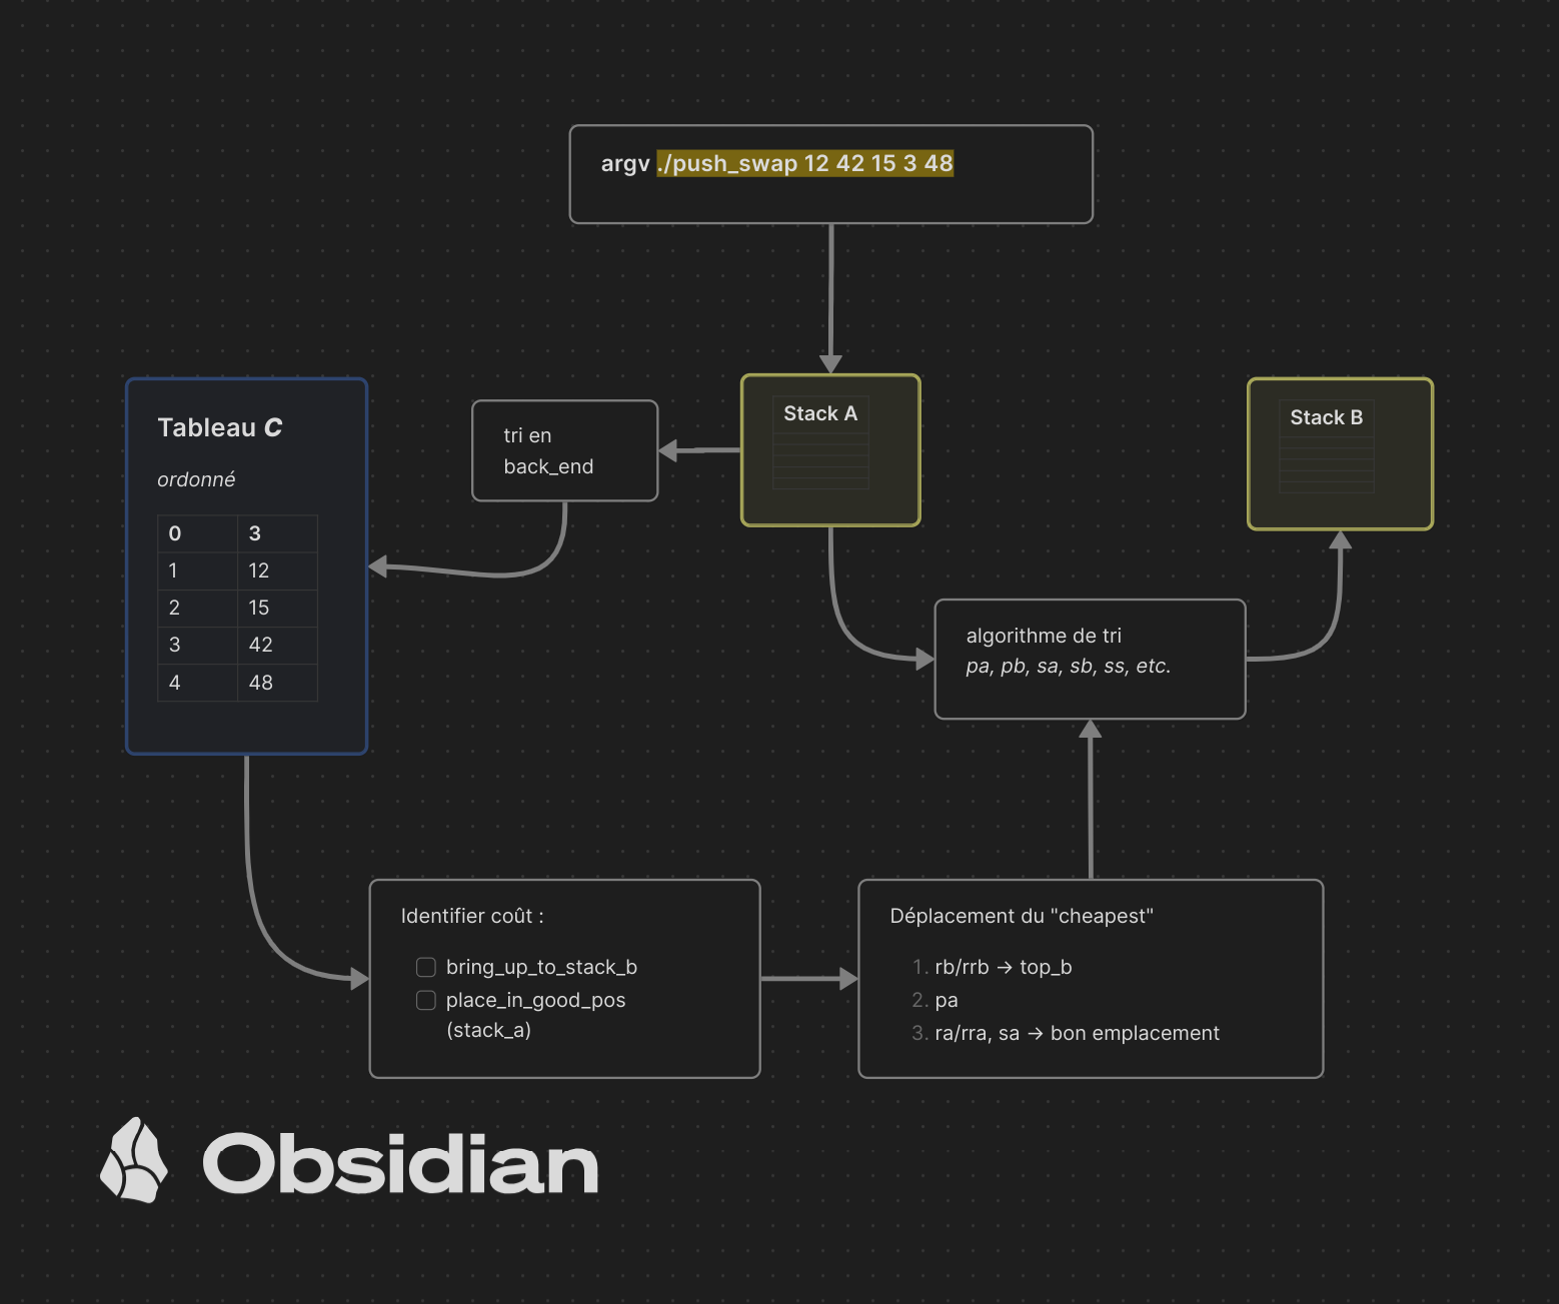 argv ./push_swap 12 42 15 3 48
Tableau C
ordonné
0 3
1 12
2 15
3 42
4 48
tri en
back_end
Stack A
Stack B
algorithme de tri
pa, pb, sa, sb, ss, etc.
Identifier coût :
bring_up_to_stack_b
place_in_good_pos
(stack_a)
Déplacement du "cheapest"
1. rb/rrb → top_b
2. pa
3. ra/rra, sa → bon emplacement
Obsidian